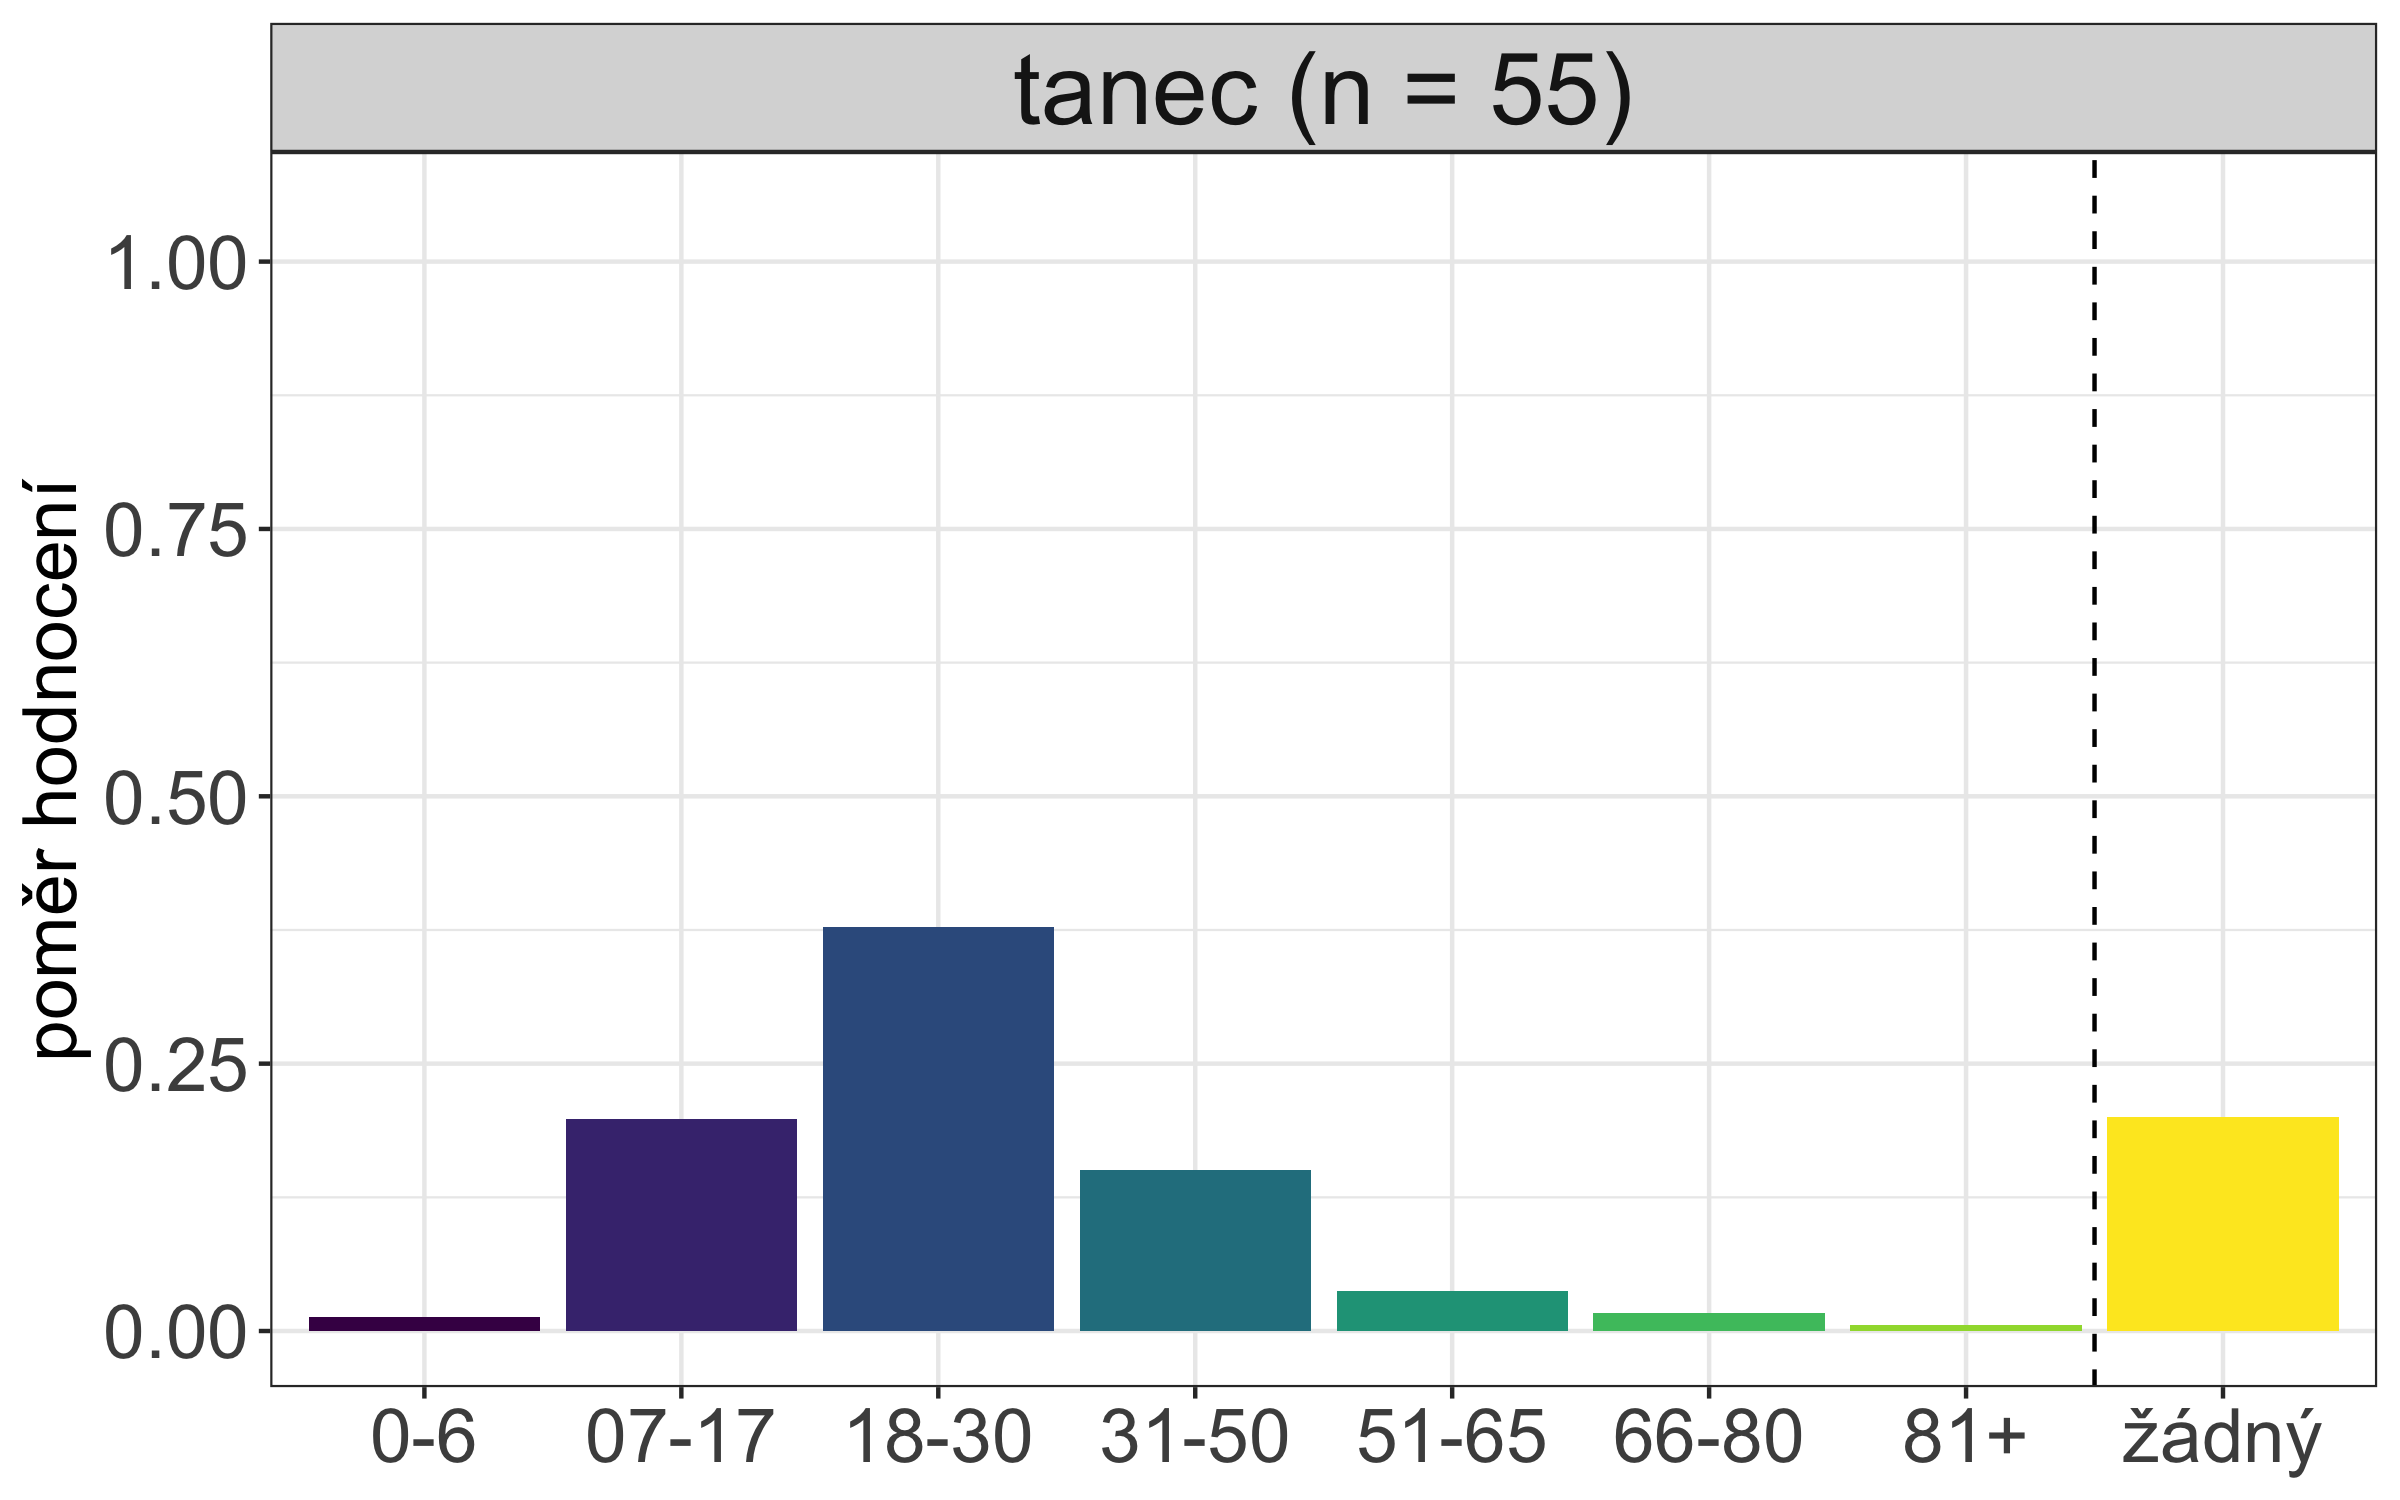 tanec (n = 55)
poměr hodnocení
1.00
0.75
0.50
0.25
0.00
0-6 07-17 18-30 31-50 51-65 66-80 81+ žádný